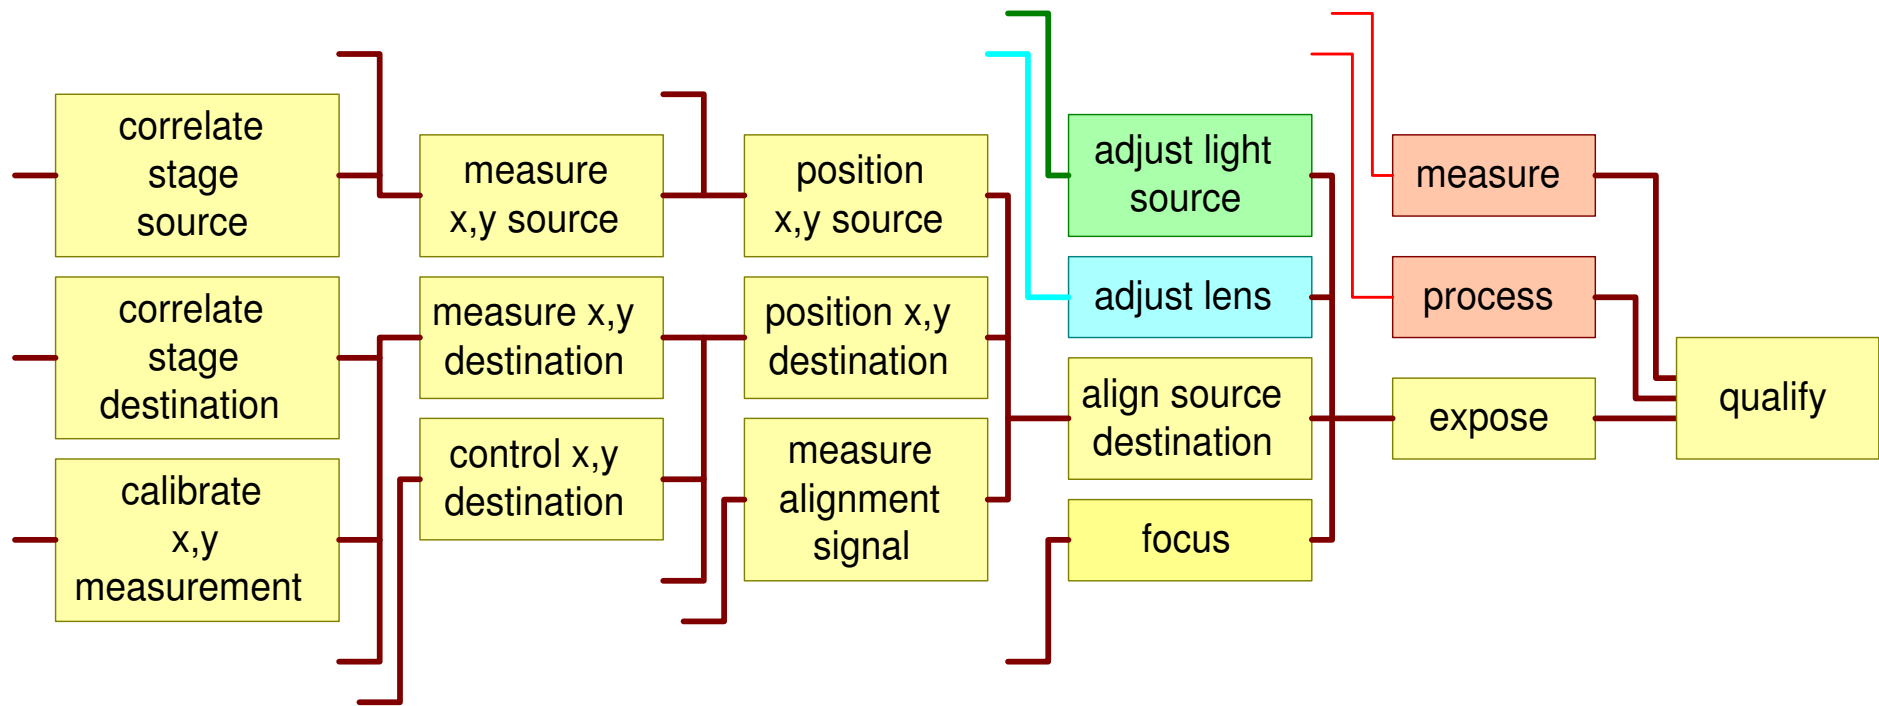 correlate
stage
source
correlate
stage
destination
calibrate
x,y
measurement
measure
x,y source
measure x,y
destination
control x,y
destination
position
x,y source
position x,y
destination
measure
alignment
signal
adjust light
source
adjust lens
align source
destination
focus
measure
process
expose
qualify